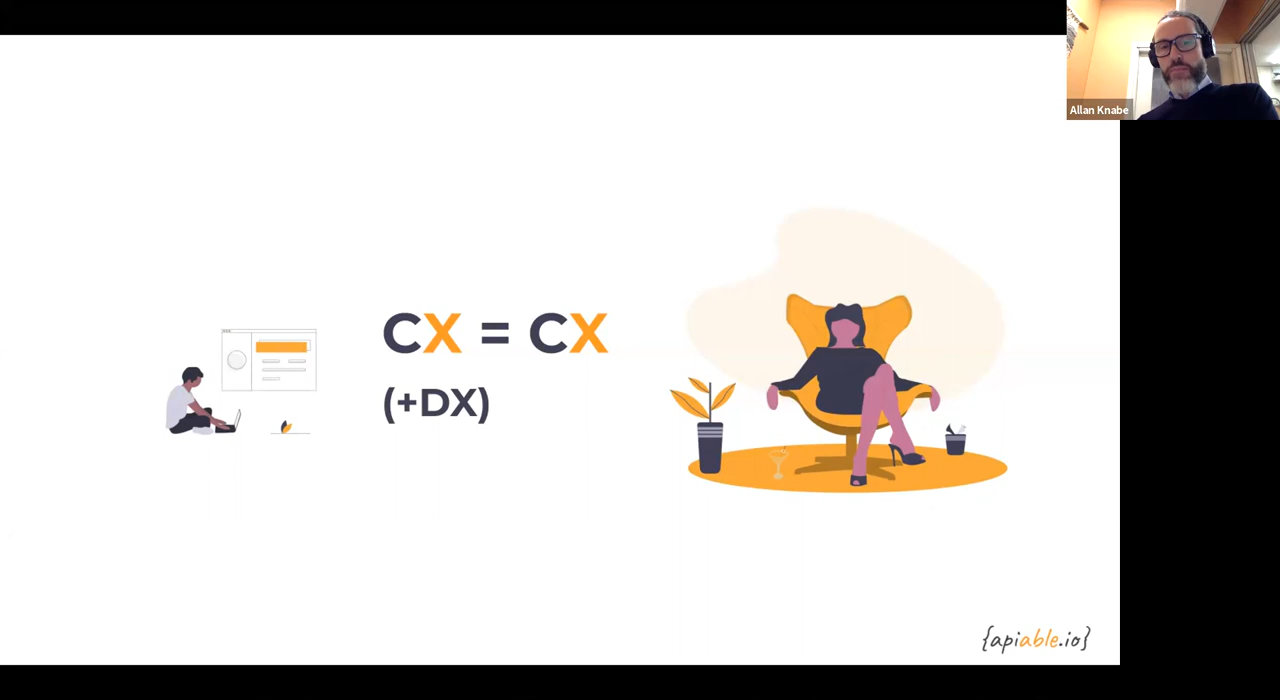 Allan Knabe
CX = CX
(+DX)
{apiable.io}